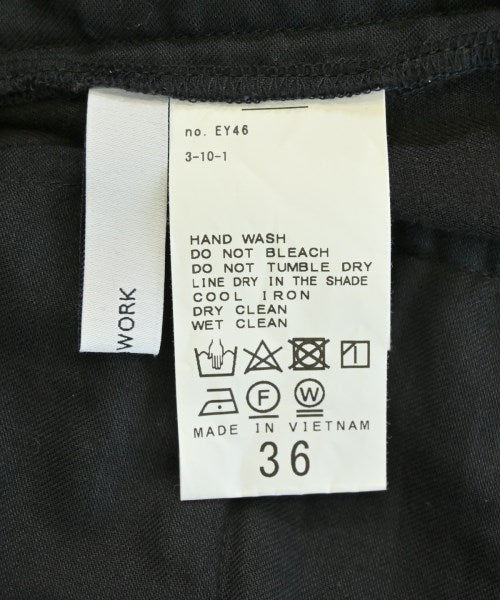 no. EY46
3-10-1
HAND WASH
DO NOT BLEACH
DO NOT TUMBLE DRY
LINE DRY IN THE SHADE
COOL IRON
DRY CLEAN
WET CLEAN
F W
MADE IN VIETNAM
36
WORK